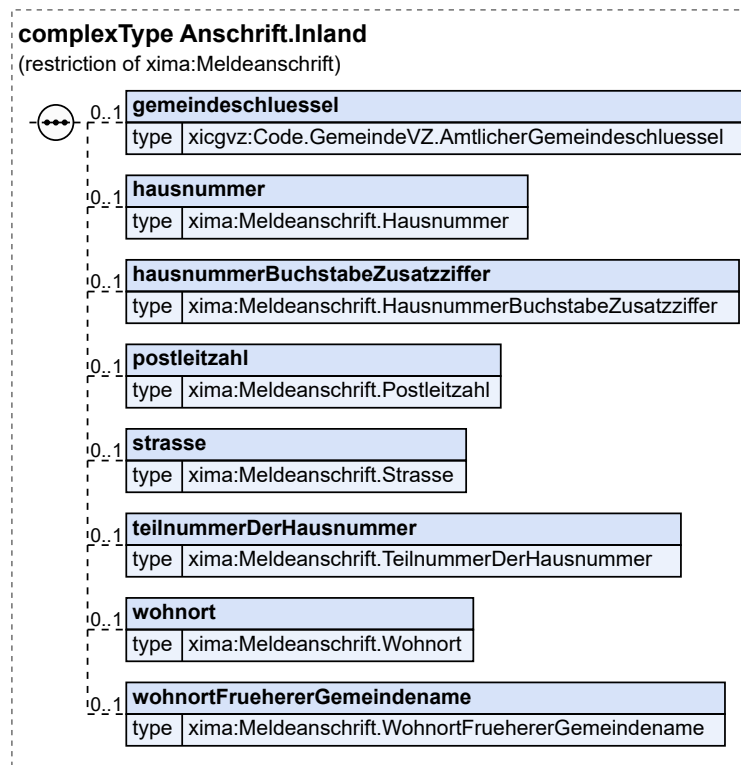 complexType Anschrift.Inland
(restriction of xima:Meldeanschrift)
0..1 gemeindeschluessel
type xicgvz:Code.GemeindeVZ.AmtlicherGemeindeschluessel
0..1 hausnummer
type xima:Meldeanschrift.Hausnummer
0..1 hausnummerBuchstabeZusatzziffer
type xima:Meldeanschrift.HausnummerBuchstabeZusatzziffer
0..1 postleitzahl
type xima:Meldeanschrift.Postleitzahl
0..1 strasse
type xima:Meldeanschrift.Strasse
0..1 teilnummerDerHausnummer
type xima:Meldeanschrift.TeilnummerDerHausnummer
0..1 wohnort
type xima:Meldeanschrift.Wohnort
0..1 wohnortFruehererGemeindename
type xima:Meldeanschrift.WohnortFruehererGemeindename